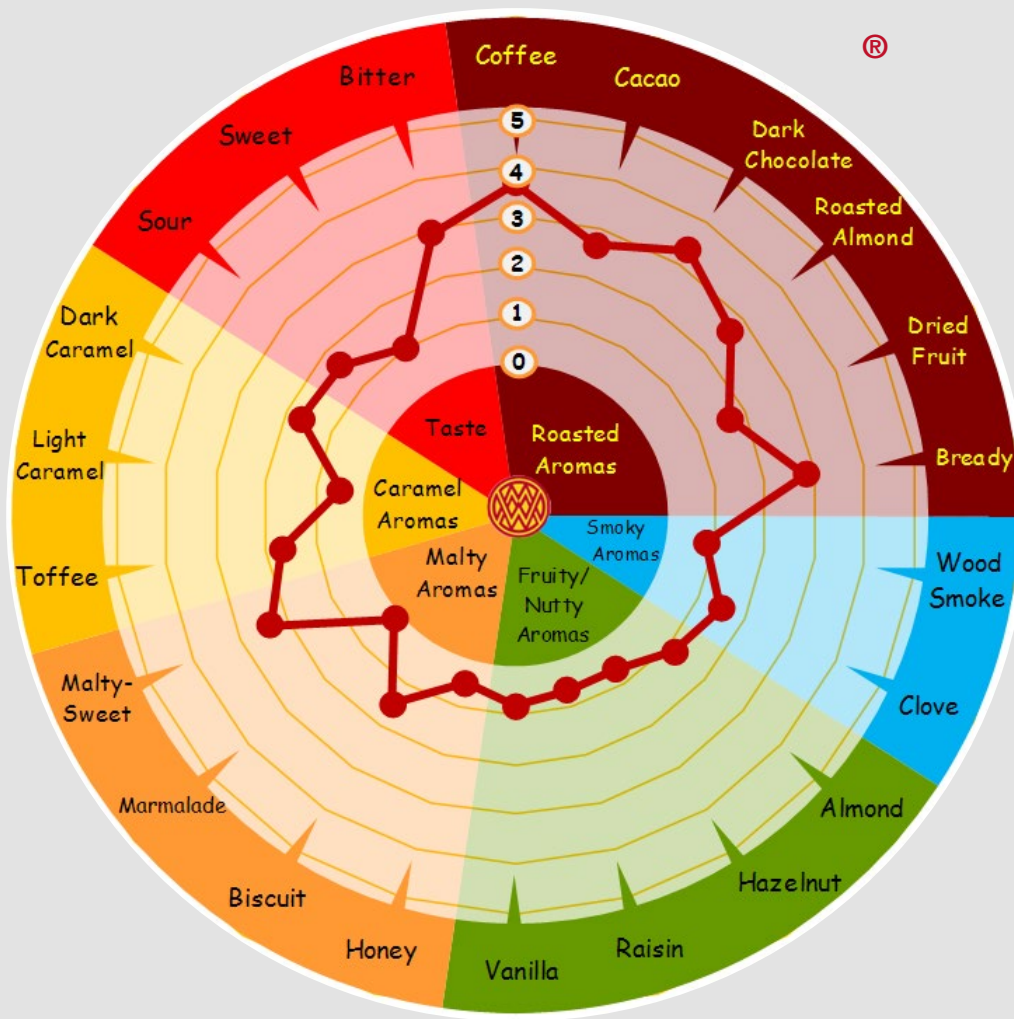 ®
Coffee
Cacao
Dark
Chocolate
Roasted
Almond
Dried
Fruit
Bready
Wood
Smoke
Clove
Almond
Hazelnut
Raisin
Vanilla
Honey
Biscuit
Marmalade
Malty-
Sweet
Toffee
Light
Caramel
Dark
Caramel
Sour
Sweet
Bitter
5
4
3
2
1
0
Taste
Roasted
Aromas
Caramel
Aromas
Smoky
Aromas
Malty
Aromas
Fruity/
Nutty
Aromas